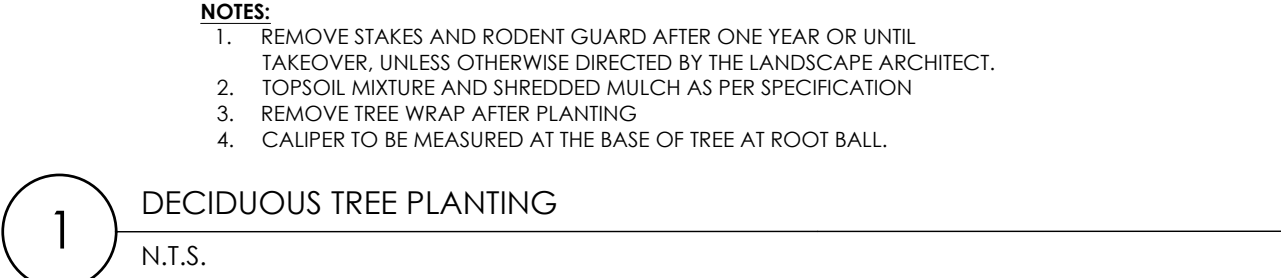 NOTES:
1. REMOVE STAKES AND RODENT GUARD AFTER ONE YEAR OR UNTIL
TAKEOVER, UNLESS OTHERWISE DIRECTED BY THE LANDSCAPE ARCHITECT.
2. TOPSOIL MIXTURE AND SHREDDED MULCH AS PER SPECIFICATION
3. REMOVE TREE WRAP AFTER PLANTING
4. CALIPER TO BE MEASURED AT THE BASE OF TREE AT ROOT BALL.
1
DECIDUOUS TREE PLANTING
N.T.S.